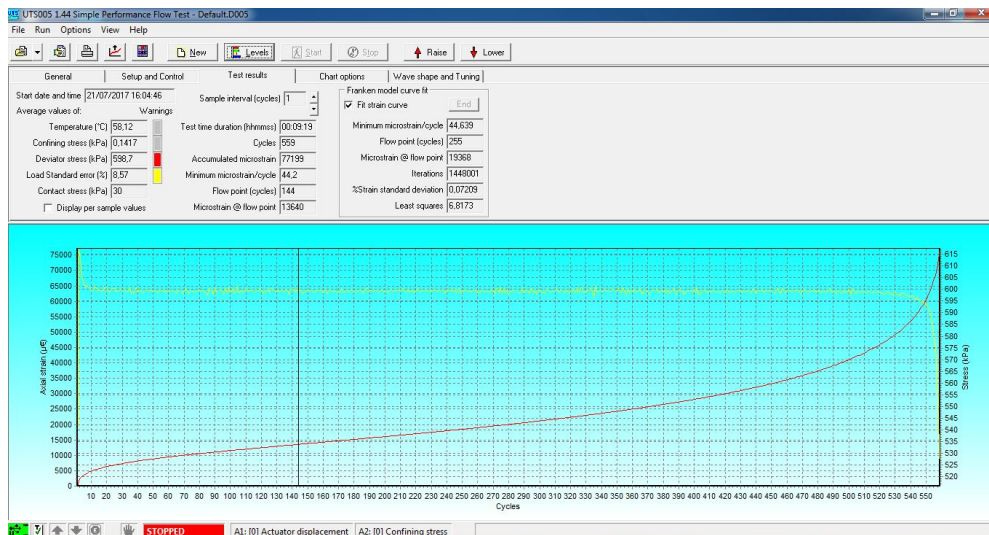 UTS005 1.44 Simple Performance Flow Test - Default.D005
File Run Options View Help
New Levels Start Stop Raise Lower
General Setup and Control Test results Chart options Wave shape and Tuning
Start date and time 21/07/2017 16:04:46
Average values of: Warnings
Temperature (°C) 58,12
Confining stress (kPa) 0,1417
Deviator stress (kPa) 598,7
Load Standard error (%) 8,57
Contact stress (kPa) 30
Display per sample values
Sample interval (cycles) 1
Test time duration (hhmmss) 00:09:19
Cycles 559
Accumulated microstrain 77199
Minimum microstrain/cycle 44,2
Flow point (cycles) 144
Microstrain @ flow point 13640
Franken model curve fit
Fit strain curve End
Minimum microstrain/cycle 44,639
Flow point (cycles) 255
Microstrain @ flow point 19368
Iterations 1448001
%Strain standard deviation 0,07209
Least squares 6,8173
Axial strain (µ€)
75000
70000
65000
60000
55000
50000
45000
40000
35000
30000
25000
20000
15000
10000
5000
0
615
610
605
600
595
590
585
580
575
570
565
560
555
550
545
540
535
530
525
520
Stress (kPa)
10 20 30 40 50 60 70 80 90 100 110 120 130 140 150 160 170 180 190 200 210 220 230 240 250 260 270 280 290 300 310 320 330 340 350 360 370 380 390 400 410 420 430 440 450 460 470 480 490 500 510 520 530 540 550
Cycles
STOPPED A1: [0] Actuator displacement A2: [0] Confining stress